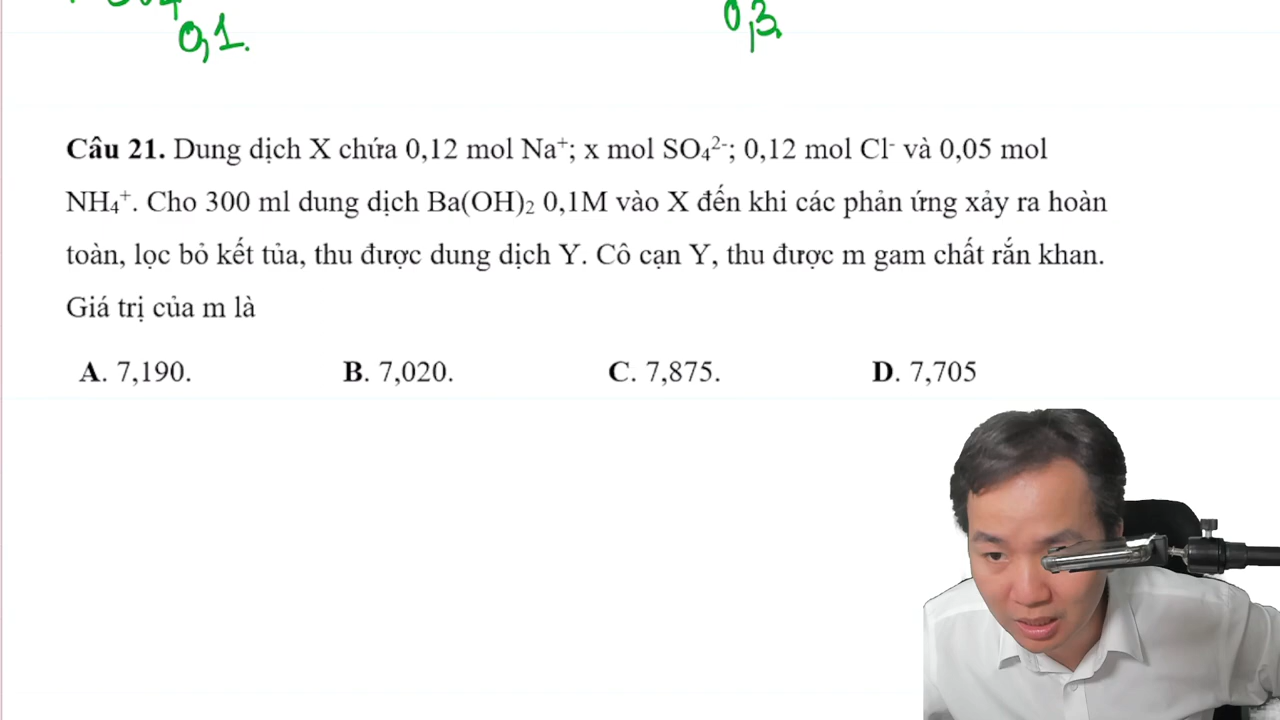 0,1.
0,3
Câu 21. Dung dịch X chứa 0,12 mol Na⁺; x mol SO₄²⁻; 0,12 mol Cl⁻ và 0,05 mol
NH₄⁺. Cho 300 ml dung dịch Ba(OH)₂ 0,1M vào X đến khi các phản ứng xảy ra hoàn
toàn, lọc bỏ kết tủa, thu được dung dịch Y. Cô cạn Y, thu được m gam chất rắn khan.
Giá trị của m là
A. 7,190. B. 7,020. C. 7,875. D. 7,705